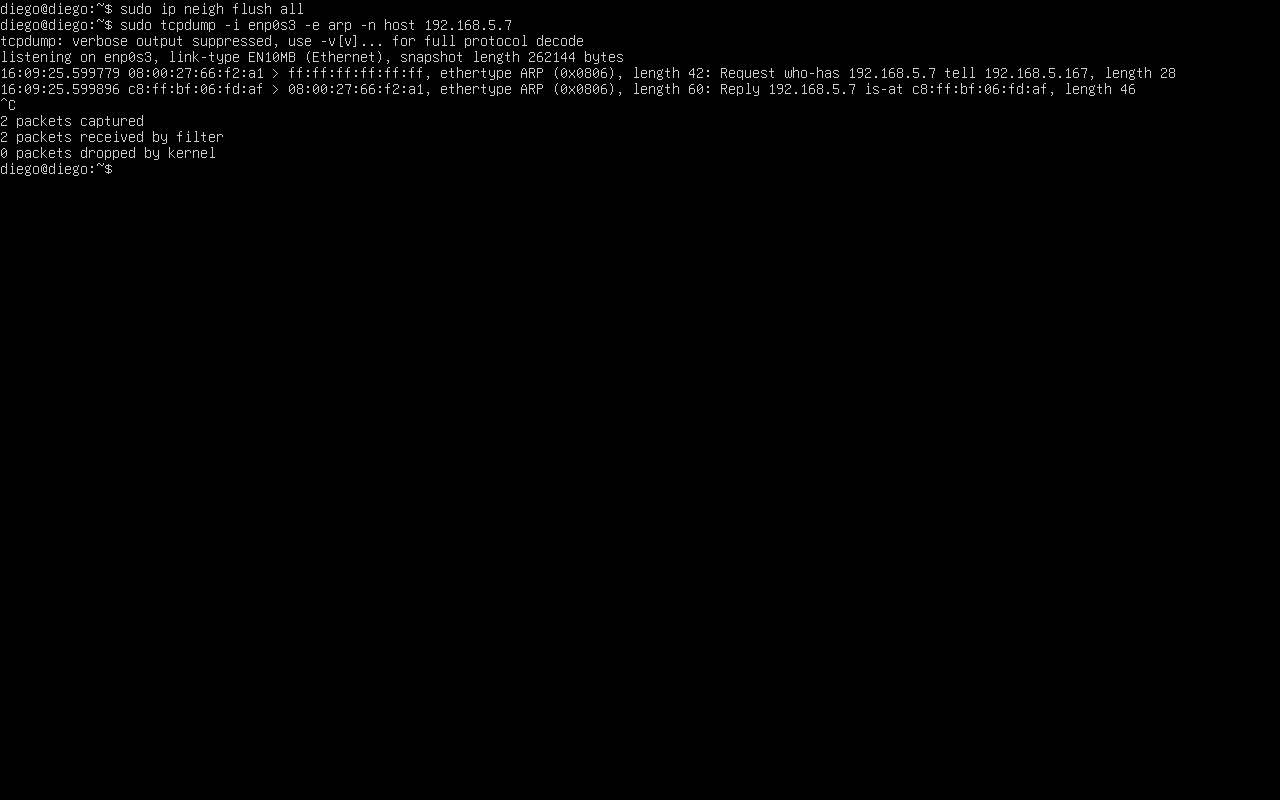 diego@diego:~$ sudo ip neigh flush all
diego@diego:~$ sudo tcpdump -i enp0s3 -e arp -n host 192.168.5.7
tcpdump: verbose output suppressed, use -v[v]... for full protocol decode
listening on enp0s3, link-type EN10MB (Ethernet), snapshot length 262144 bytes
16:09:25.599779 08:00:27:66:f2:a1 > ff:ff:ff:ff:ff:ff, ethertype ARP (0x0806), length 42: Request who-has 192.168.5.7 tell 192.168.5.167, length 28
16:09:25.599896 c8:ff:bf:06:fd:af > 08:00:27:66:f2:a1, ethertype ARP (0x0806), length 60: Reply 192.168.5.7 is-at c8:ff:bf:06:fd:af, length 46
^C
2 packets captured
2 packets received by filter
0 packets dropped by kernel
diego@diego:~$